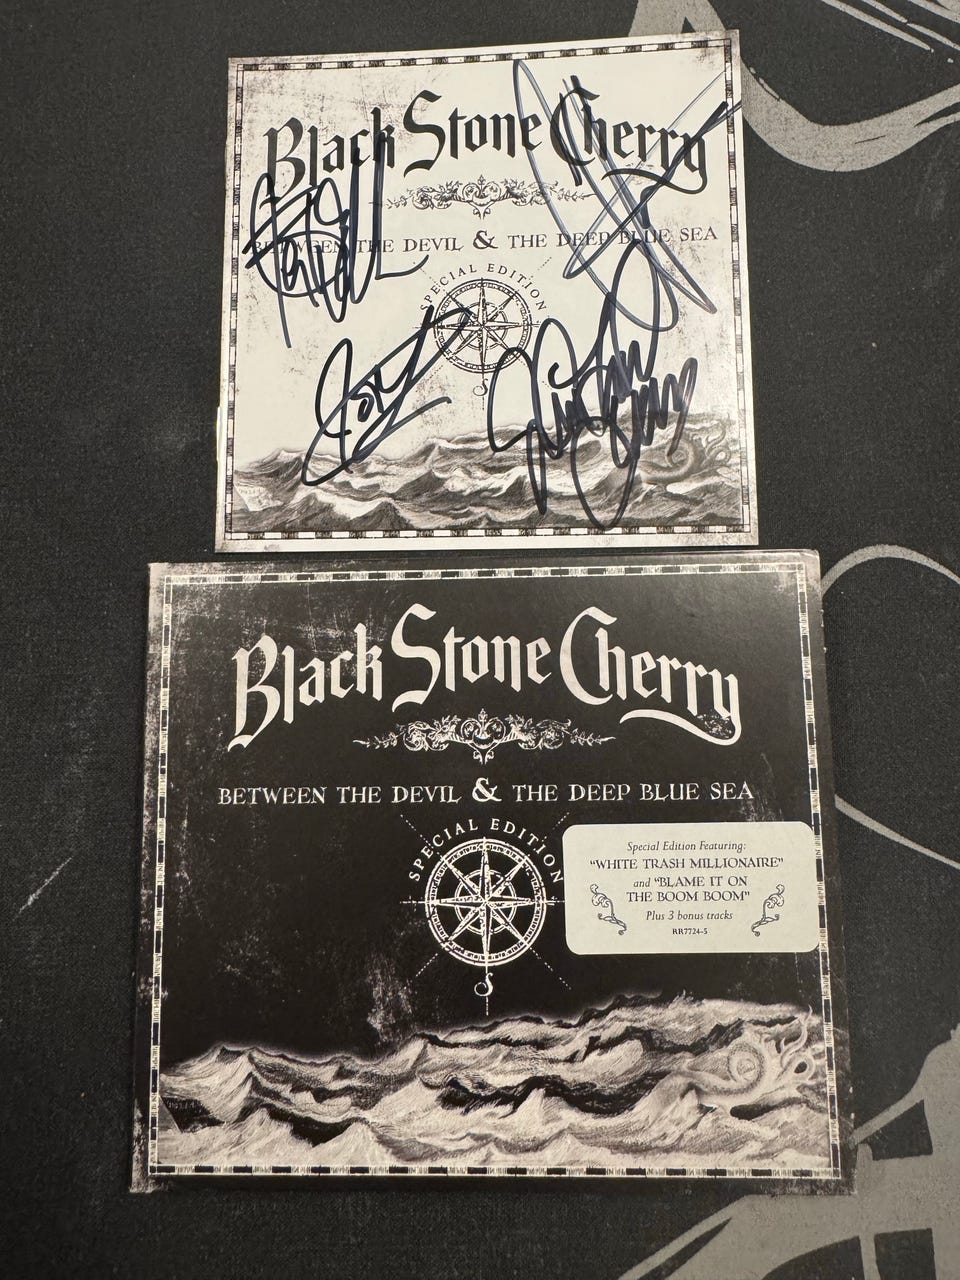 Black Stone Cherry
BETWEEN THE DEVIL & THE DEEP BLUE SEA
SPECIAL EDITION
S
Black Stone Cherry
BETWEEN THE DEVIL & THE DEEP BLUE SEA
SPECIAL EDITION
S
Special Edition Featuring:
"WHITE TRASH MILLIONAIRE"
and "BLAME IT ON
THE BOOM BOOM"
Plus 3 bonus tracks
RR7724-5